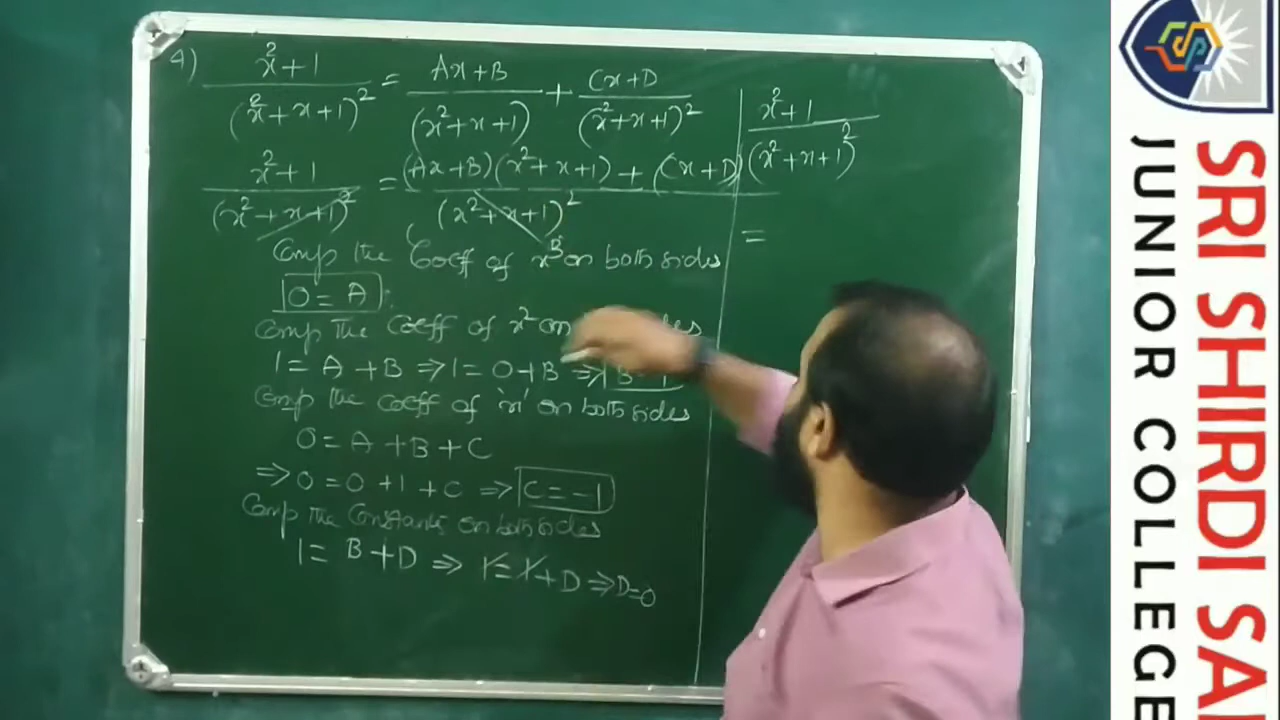 4) x²+1 / (x²+x+1)² = Ax+B / (x²+x+1) + Cx+D / (x²+x+1)²
x²+1 / (x²+x+1)² = (Ax+B)(x²+x+1) + (Cx+D) / (x²+x+1)²
Comp the Coeff of x³ on both sides
0 = A
Comp the Coeff of x² on
1 = A + B ⇒ 1 = 0 + B ⇒ B = 1
Comp the coeff of 'x' on both sides
0 = A + B + C
⇒ 0 = 0 + 1 + C ⇒ C = -1
Comp the Constants on both sides
1 = B + D ⇒ 1 = 1 + D ⇒ D = 0
x²+1 / (x²+x+1)²
=
SRI SHIRDI SA
JUNIOR COLLEGE